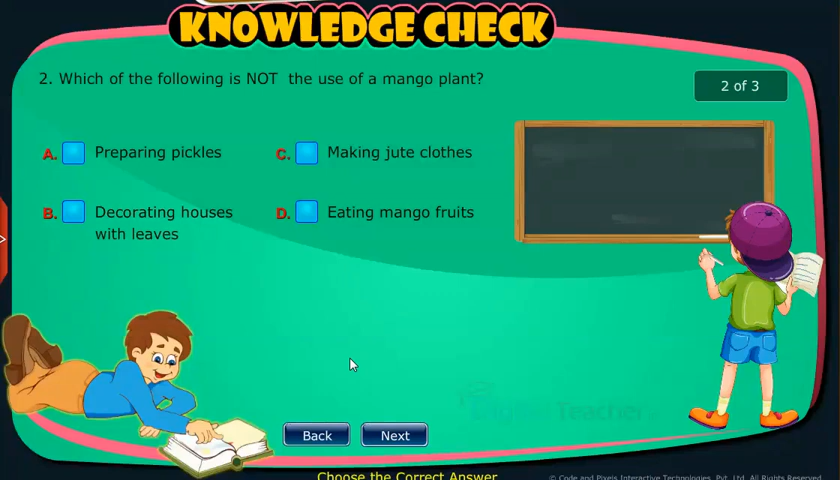 KNOWLEDGE CHECK
2. Which of the following is NOT the use of a mango plant?
2 of 3
A. Preparing pickles
C. Making jute clothes
B. Decorating houses
with leaves
D. Eating mango fruits
Teacher
Back
Next
Choose the Correct Answer
© Code and Pixels Interactive Technologies, Pvt. Ltd. All Rights Reserved